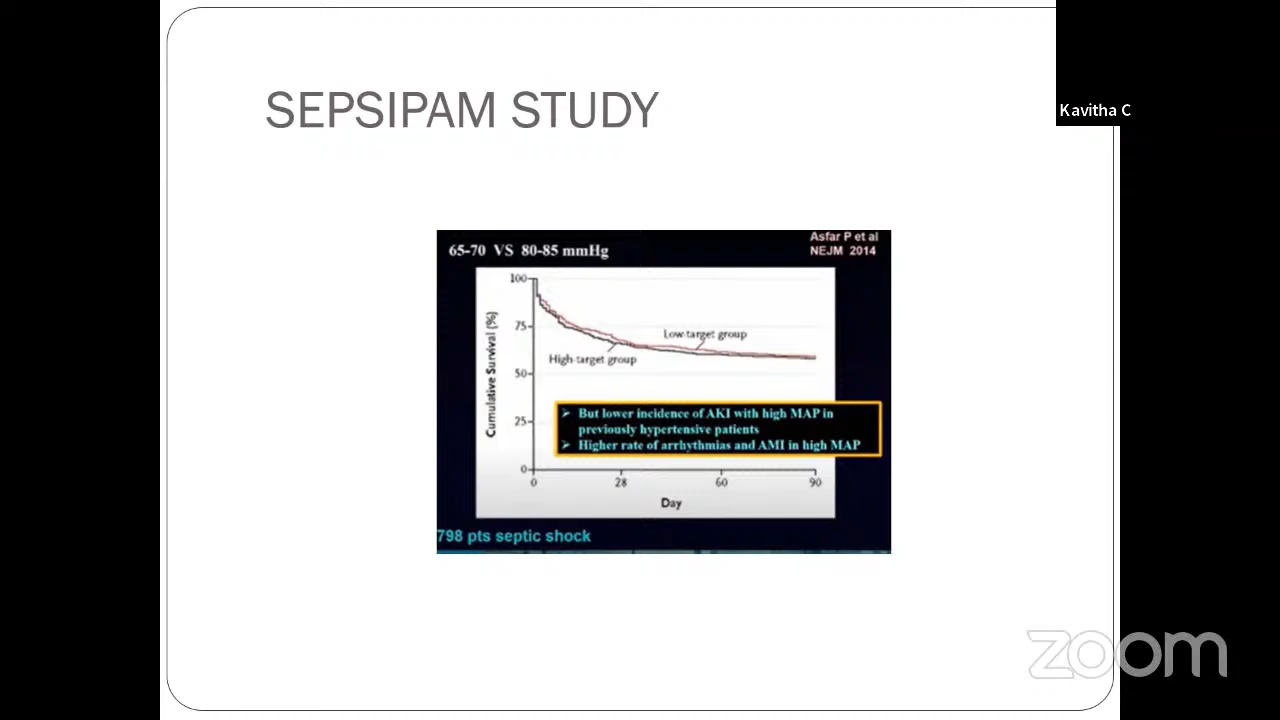 SEPSIPAM STUDY
Kavitha C
65-70 VS 80-85 mmHg
Asfar P et al
NEJM 2014
100
75
50
25
0
Cumulative Survival (%)
Low-target group
High-target group
➢ But lower incidence of AKI with high MAP in
previously hypertensive patients
➢ Higher rate of arrhythmias and AMI in high MAP
0 28 60 90
Day
798 pts septic shock
zoom